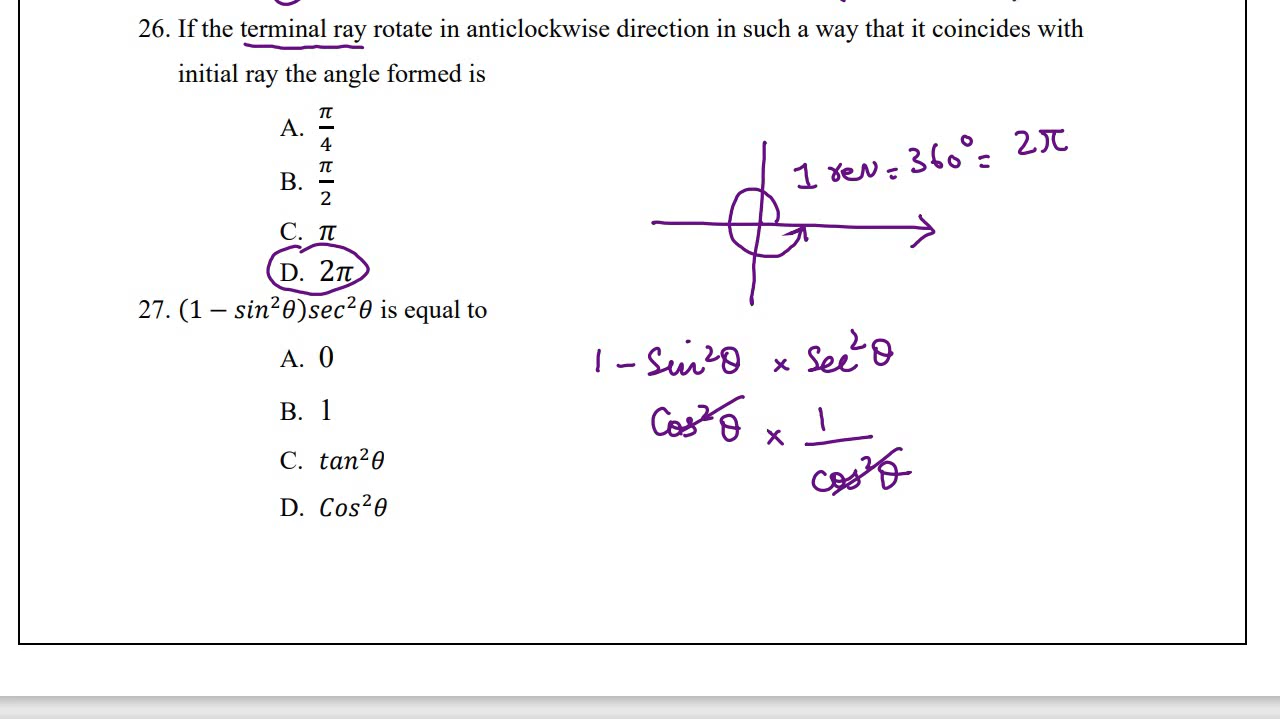 26. If the terminal ray rotate in anticlockwise direction in such a way that it coincides with
initial ray the angle formed is
A. π/4
B. π/2
C. π
D. 2π
1 rev = 360° = 2π
27. (1 − sin²θ)sec²θ is equal to
A. 0
B. 1
C. tan²θ
D. Cos²θ
1 − Sin²θ × Sec²θ
Cos²θ × 1/cos²θ